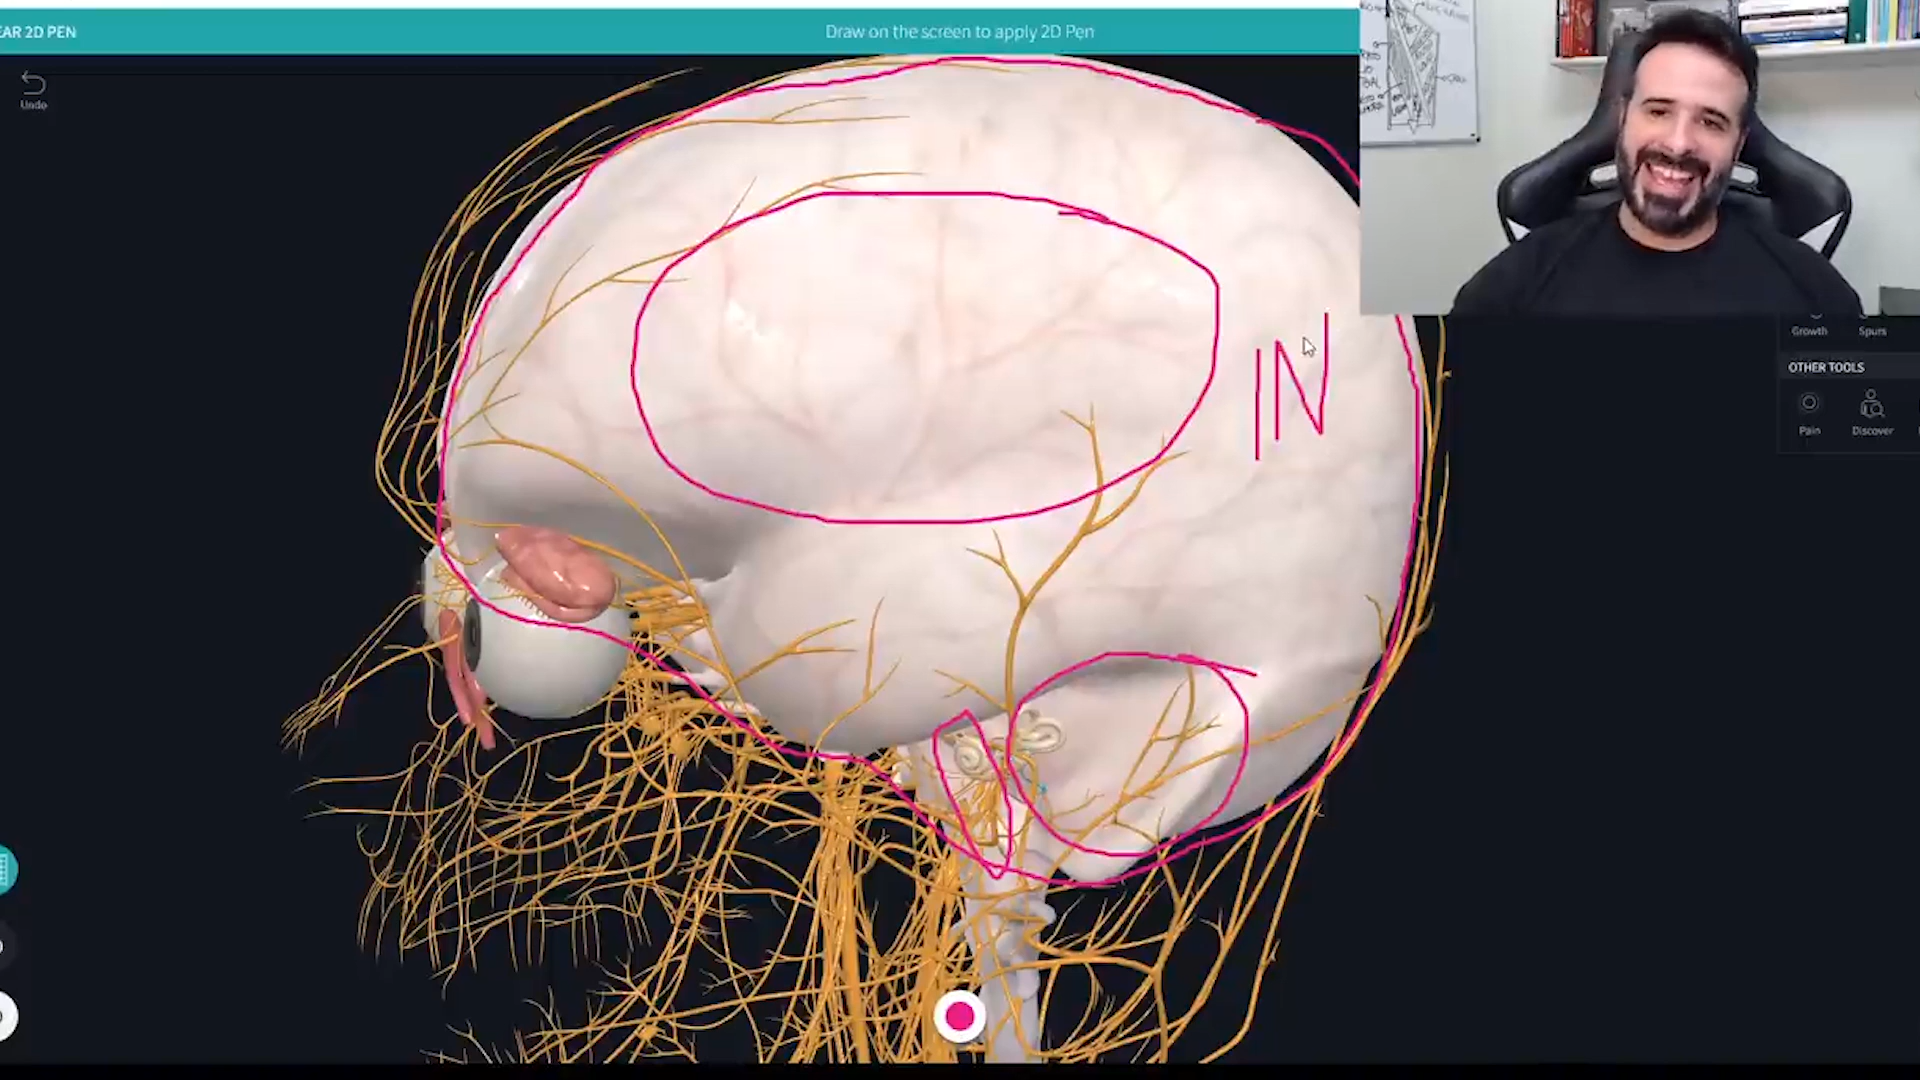 EAR 2D PEN
Draw on the screen to apply 2D Pen
Undo
IN
Growth
Spurs
OTHER TOOLS
Pain
Discover